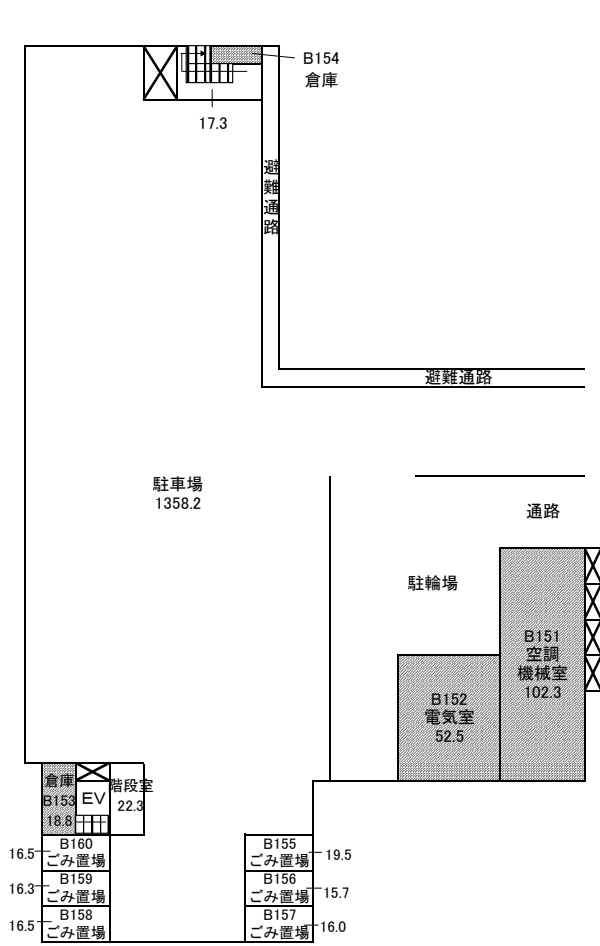 B154
倉庫
17.3
避難通路
避難通路
駐車場
1358.2
通路
駐輪場
B151
空調
機械室
102.3
B152
電気室
52.5
倉庫
B153
18.8
EV
階段室
22.3
16.5
B160
ごみ置場
16.3
B159
ごみ置場
16.5
B158
ごみ置場
B155
ごみ置場
19.5
B156
ごみ置場
15.7
B157
ごみ置場
16.0